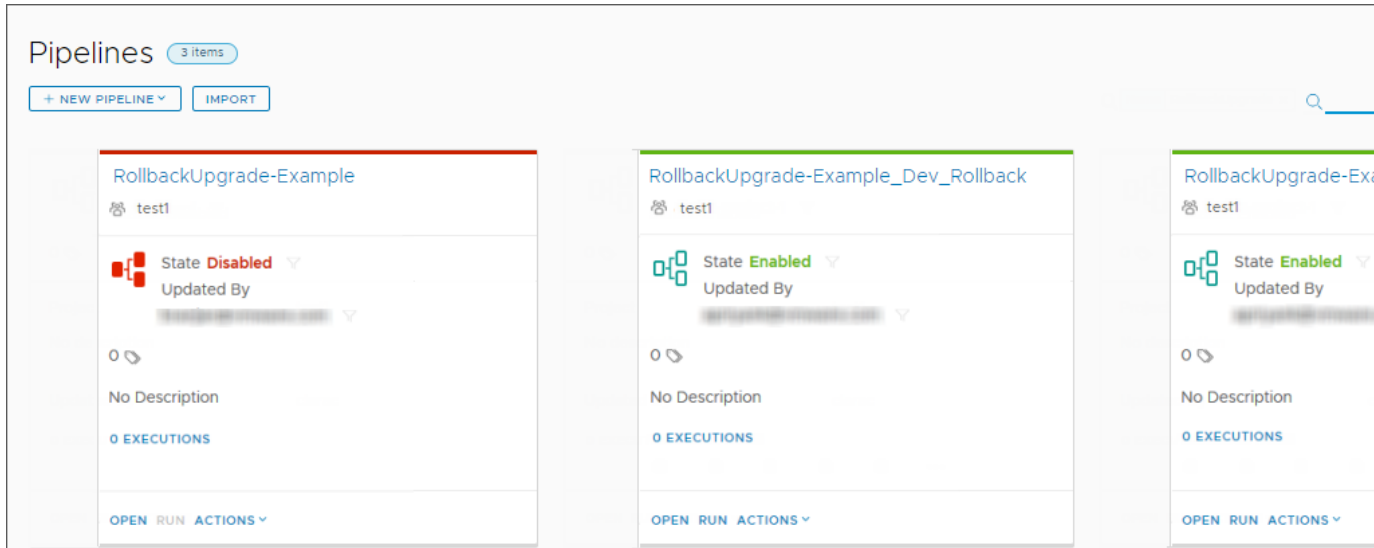 Pipelines 3 items
+ NEW PIPELINE IMPORT
RollbackUpgrade-Example
test1
State Disabled
Updated By
0
No Description
0 EXECUTIONS
OPEN RUN ACTIONS
RollbackUpgrade-Example_Dev_Rollback
test1
State Enabled
Updated By
0
No Description
0 EXECUTIONS
OPEN RUN ACTIONS
RollbackUpgrade-Exa
test1
State Enabled
Updated By
0
No Description
0 EXECUTIONS
OPEN RUN ACTIONS